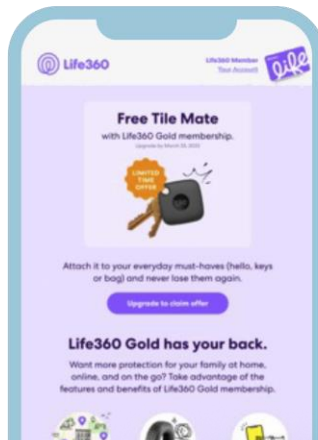 Life360
Life360 Member
Your Account
life
Free Tile Mate
with Life360 Gold membership.
LIMITED
TIME
OFFER
Attach it to your everyday must-haves (hello, keys
or bag) and never lose them again.
Upgrade to claim offer
Life360 Gold has your back.
Want more protection for your family at home,
online, and on the go? Take advantage of the
features and benefits of Life360 Gold membership.